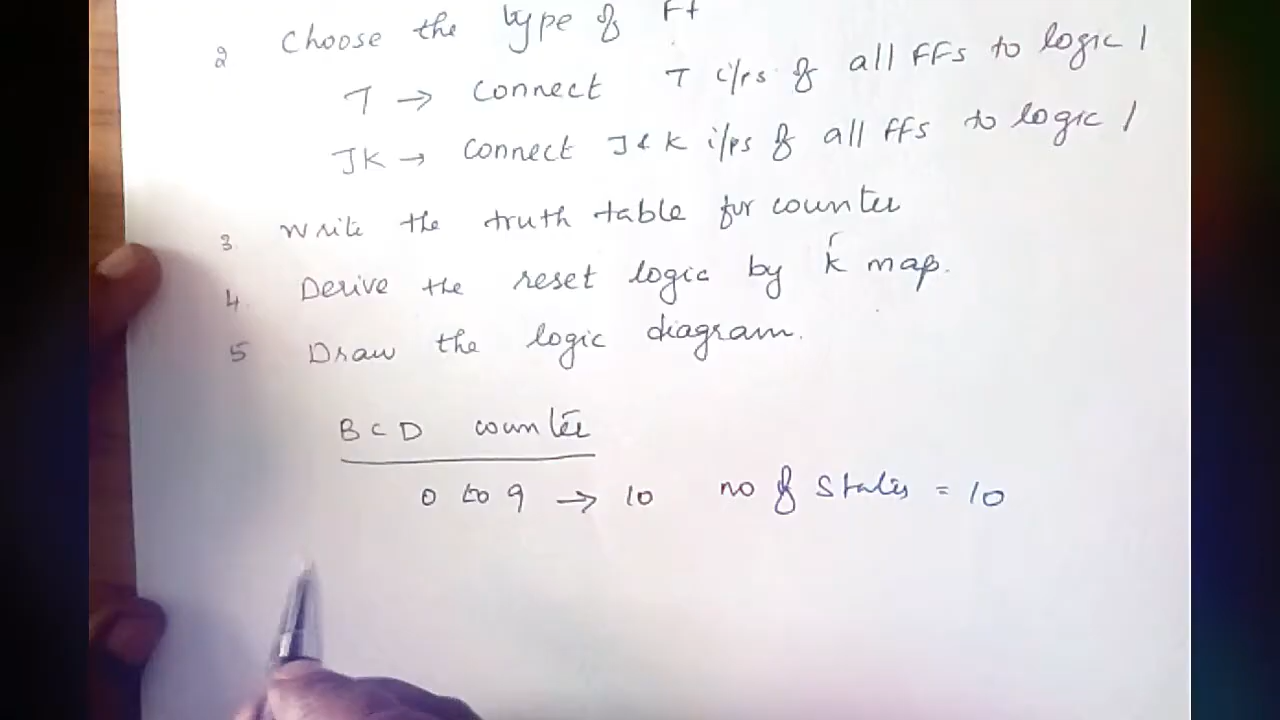 2 Choose the type of FF
T → connect T i/ps of all FFs to logic 1
JK → connect J & K i/ps of all FFs to logic 1
3. Write the truth table for counter
4. Derive the reset logic by K map.
5 Draw the logic diagram.
BCD counter
0 to 9 → 10 no of states = 10